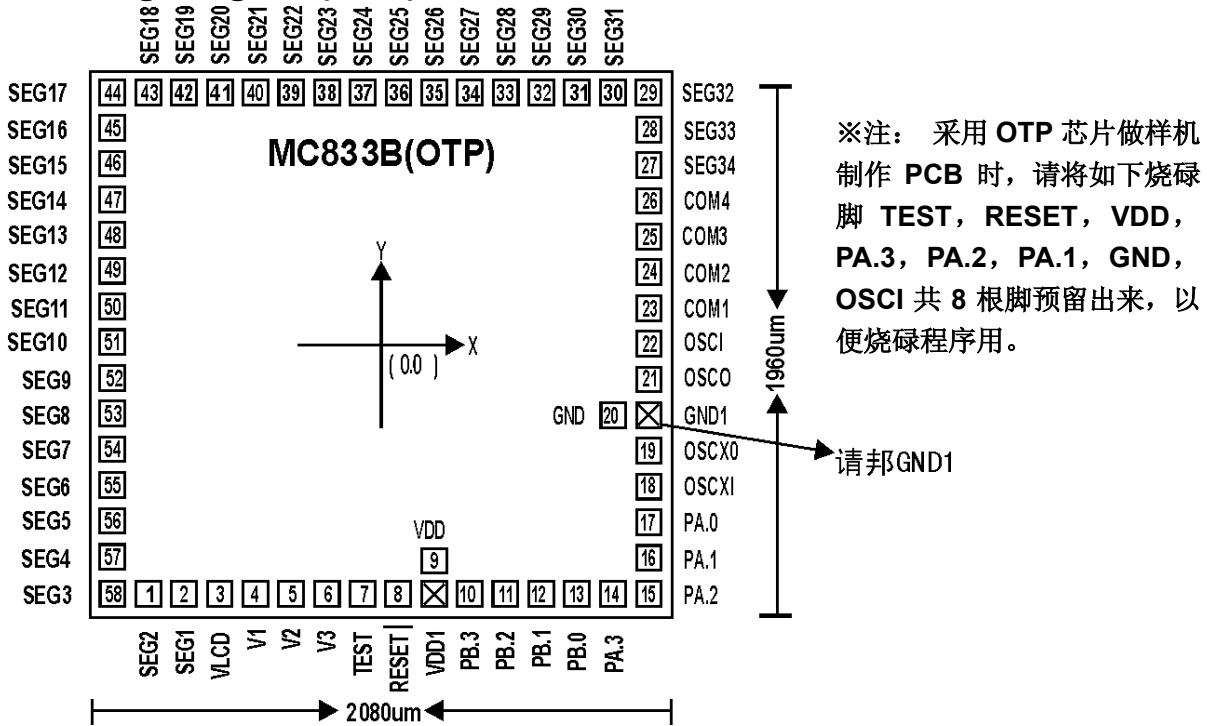 SEG18 SEG19 SEG20 SEG21 SEG22 SEG23 SEG24 SEG25 SEG26 SEG27 SEG28 SEG29 SEG30 SEG31
SEG17 44 43 42 41 40 39 38 37 36 35 34 33 32 31 30 29 SEG32
SEG16 45 28 SEG33
MC833B(OTP)
SEG15 46 27 SEG34
SEG14 47 26 COM4
SEG13 48 25 COM3
Y
SEG12 49 24 COM2
SEG11 50 23 COM1
SEG10 51 X 22 OSCI
( 0.0 )
SEG9 52 21 OSCO
SEG8 53 GND 20 GND1
SEG7 54 19 OSCX0
SEG6 55 18 OSCXI
SEG5 56 17 PA.0
VDD
SEG4 57 9 16 PA.1
SEG3 58 1 2 3 4 5 6 7 8 10 11 12 13 14 15 PA.2
SEG2 SEG1 VLCD V1 V2 V3 TEST RESET VDD1 PB.3 PB.2 PB.1 PB.0 PA.3
2080um
1960um
※注： 采用 OTP 芯片做样机
制作 PCB 时，请将如下烧碌
脚 TEST，RESET，VDD，
PA.3，PA.2，PA.1，GND，
OSCI 共 8 根脚预留出来，以
便烧碌程序用。
请邦GND1